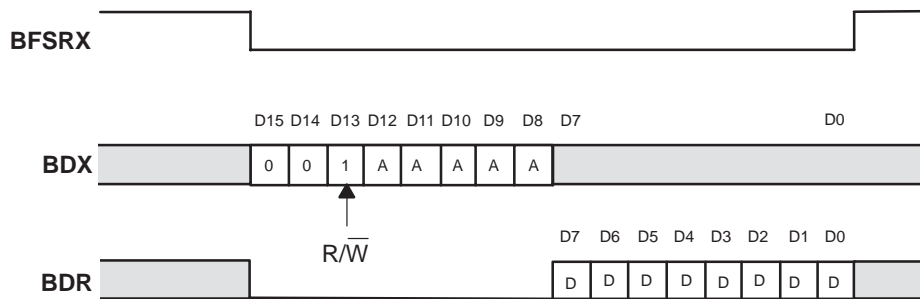 BFSRX
D15 D14 D13 D12 D11 D10 D9 D8 D7 D0
BDX 0 0 1 A A A A A
R/W̅
D7 D6 D5 D4 D3 D2 D1 D0
BDR D D D D D D D D